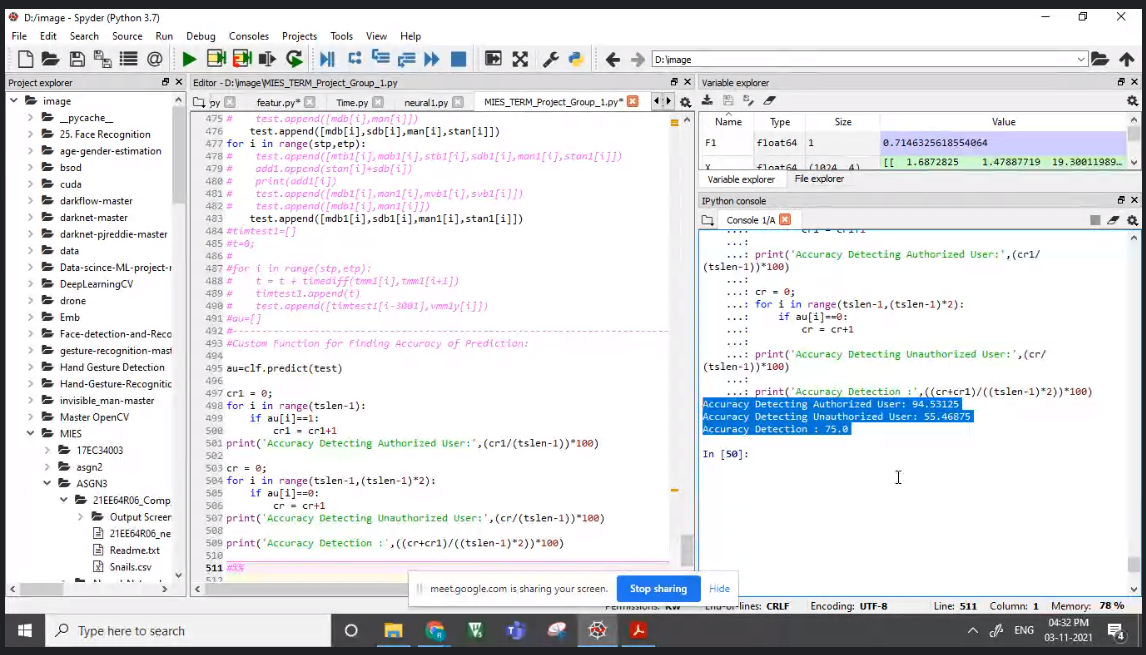 D:/image - Spyder (Python 3.7)
File Edit Search Source Run Debug Consoles Projects Tools View Help
D:\image
Project explorer
image
__pycache__
25. Face Recognition
age-gender-estimation
bsod
cuda
darkflow-master
darknet-master
darknet-pjreddie-master
data
Data-scince-ML-project-r
DeepLearningCV
drone
Emb
Face-detection-and-Reco
gesture-recognition-mast
Hand Gesture Detection
Hand-Gesture-Recognitic
invisible_man-master
Master OpenCV
MIES
17EC34003
asgn2
ASGN3
21EE64R06_Comp_
Output Screen
21EE64R06_ne
Readme.txt
Snails.csv
Editor - D:\image\MIES_TERM_Project_Group_1.py
py featur.py* Time.py neural1.py MIES_TERM_Project_Group_1.py*
475 # test.append([mdb[i],man[i]])
476 test.append([mdb[i],sdb[i],man[i],stan[i]])
477 for i in range(stp,etp):
478 # test.append([mtb1[i],mdb1[i],stb1[i],sdb1[i],man1[i],stan1[i]])
479 # add1.append(stan[i]+sdb[i])
480 # print(add1[i])
481 # test.append([mdb1[i],man1[i],mvb1[i],svb1[i]])
482 # test.append([mdb1[i],man1[i]])
483 test.append([mdb1[i],sdb1[i],man1[i],stan1[i]])
484 #timtest1=[]
485 #t=0;
486 #
487 #for i in range(stp,etp):
488 # t = t + timediff(tmm1[i],tmm1[i+1])
489 # timtest1.append(t)
490 # test.append([timtest1[i-3001],vmm1y[i]])
491 #au=[]
492 #-----------------------------------------------------------------
493 #Custom Function for Finding Accuracy of Prediction:
494
495 au=clf.predict(test)
496
497 cr1 = 0;
498 for i in range(tslen-1):
499 if au[i]==1:
500 cr1 = cr1+1
501 print('Accuracy Detecting Authorized User:',(cr1/(tslen-1))*100)
502
503 cr = 0;
504 for i in range(tslen-1,(tslen-1)*2):
505 if au[i]==0:
506 cr = cr+1
507 print('Accuracy Detecting Unauthorized User:',(cr/(tslen-1))*100)
508
509 print('Accuracy Detection :',((cr+cr1)/((tslen-1)*2))*100)
510
511 #%%
512
Variable explorer
Name Type Size Value
F1 float64 1 0.7146325618554064
X float64 (1024, 4) [[ 1.6872825 1.47887719 19.30011989...
Variable explorer File explorer
IPython console
Console 1/A
...: cr1 = cr1+1
...:
...: print('Accuracy Detecting Authorized User:',(cr1/
(tslen-1))*100)
...:
...: cr = 0;
...: for i in range(tslen-1,(tslen-1)*2):
...: if au[i]==0:
...: cr = cr+1
...:
...: print('Accuracy Detecting Unauthorized User:',(cr/
(tslen-1))*100)
...:
...: print('Accuracy Detection :',((cr+cr1)/((tslen-1)*2))*100)
Accuracy Detecting Authorized User: 94.53125
Accuracy Detecting Unauthorized User: 55.46875
Accuracy Detection : 75.0
In [50]:
meet.google.com is sharing your screen. Stop sharing Hide
Permissions: RW End-of-lines: CRLF Encoding: UTF-8 Line: 511 Column: 1 Memory: 78 %
Type here to search
ENG
04:32 PM
03-11-2021
4